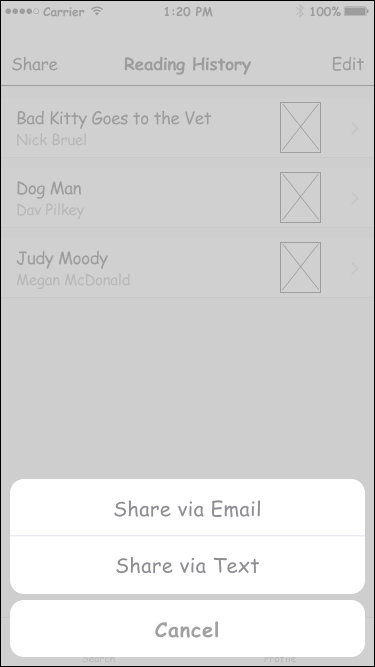 Carrier 1:20 PM 100%
Share Reading History Edit
Bad Kitty Goes to the Vet
Nick Bruel
Dog Man
Dav Pilkey
Judy Moody
Megan McDonald
Share via Email
Share via Text
Cancel
Search Profile